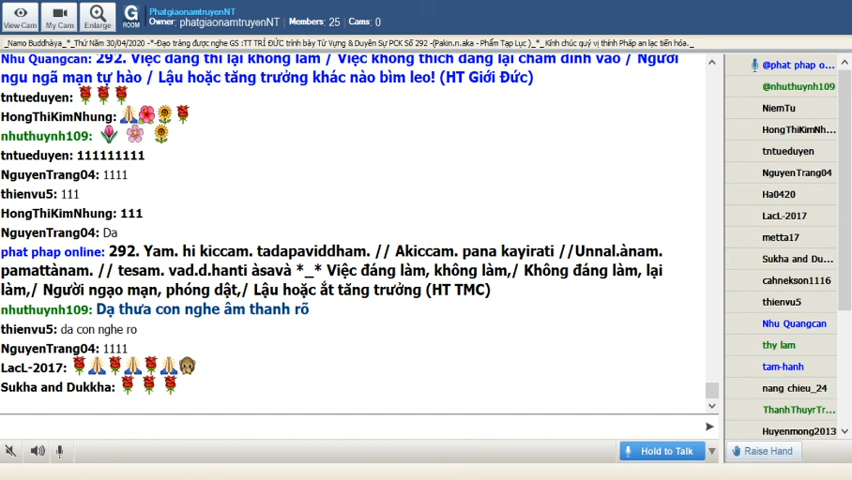 PhatgiaonamtruyenNT
Owner: phatgiaonamtruyenNT Members: 25 Cams: 0
View Cam My Cam Enlarge G ROOM
_Namo Buddhàya_*_Thứ Năm 30/04/2020 -*-Đạo tràng được nghe GS :TT TRÍ ĐỨC trình bày Từ Vựng & Duyên Sự PCK Số 292 -(Pakin.n.aka - Phẩm Tạp Lục )_*_ Kính chúc quý vị thính Pháp an lạc tiến hóa._
Nhu Quangcan: 292. Việc đáng thì lại không làm / Việc không thích đáng lại chăm đinh vào / Người
ngu ngã mạn tự hào / Lậu hoặc tăng trưởng khác nào bìm leo! (HT Giới Đức)
tntueduyen:
HongThiKimNhung:
nhuthuynh109:
tntueduyen: 111111111
NguyenTrang04: 1111
thienvu5: 111
HongThiKimNhung: 111
NguyenTrang04: Da
phat phap online: 292. Yam. hi kiccam. tadapaviddham. // Akiccam. pana kayirati //Unnal.ànam.
pamattànam. // tesam. vad.d.hanti àsavà *_* Việc đáng làm, không làm,/ Không đáng làm, lại
làm,/ Người ngạo mạn, phóng dật,/ Lậu hoặc ắt tăng trưởng (HT TMC)
nhuthuynh109: Dạ thưa con nghe âm thanh rõ
thienvu5: da con nghe ro
NguyenTrang04: 1111
LacL-2017:
Sukha and Dukkha:
Hold to Talk
@phat phap o...
@nhuthuynh109
NiemTu
HongThiKimNh...
tntueduyen
NguyenTrang04
Ha0420
LacL-2017
metta17
Sukha and Du...
cahnekson1116
thienvu5
Nhu Quangcan
thy lam
tam-hanh
nang chieu_24
ThanhThuyrTr...
Huyenmong2013
Raise Hand